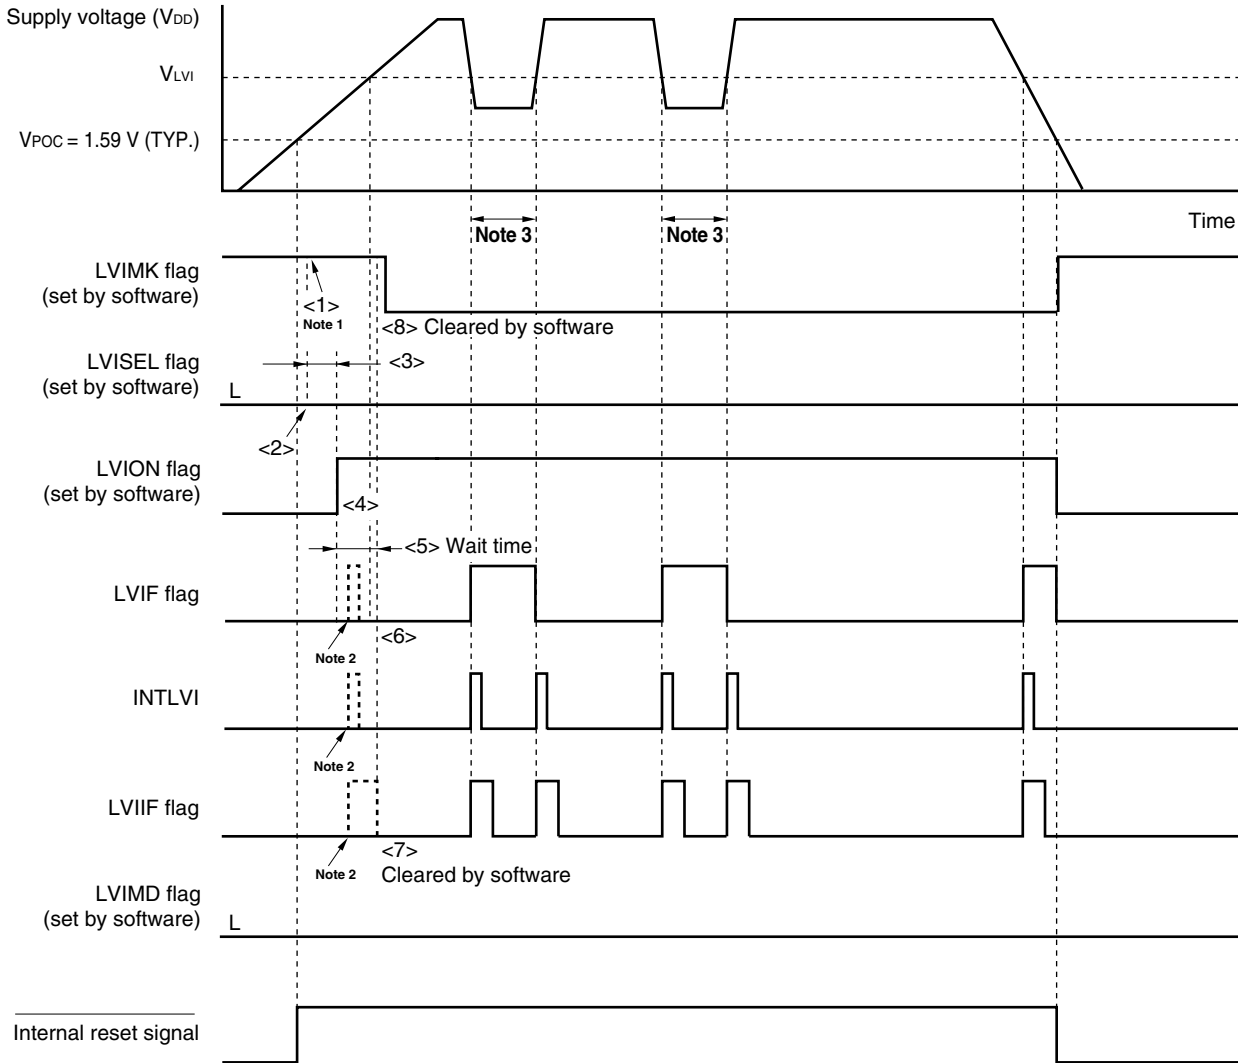 Supply voltage (VDD)
VLVI
VPOC = 1.59 V (TYP.)
Time
Note 3
Note 3
LVIMK flag
(set by software)
<1>
Note 1
<8> Cleared by software
LVISEL flag
(set by software)
<3>
L
<2>
LVION flag
(set by software)
<4>
<5> Wait time
LVIF flag
<6>
Note 2
INTLVI
Note 2
LVIIF flag
<7>
Cleared by software
Note 2
LVIMD flag
(set by software)
L
Internal reset signal